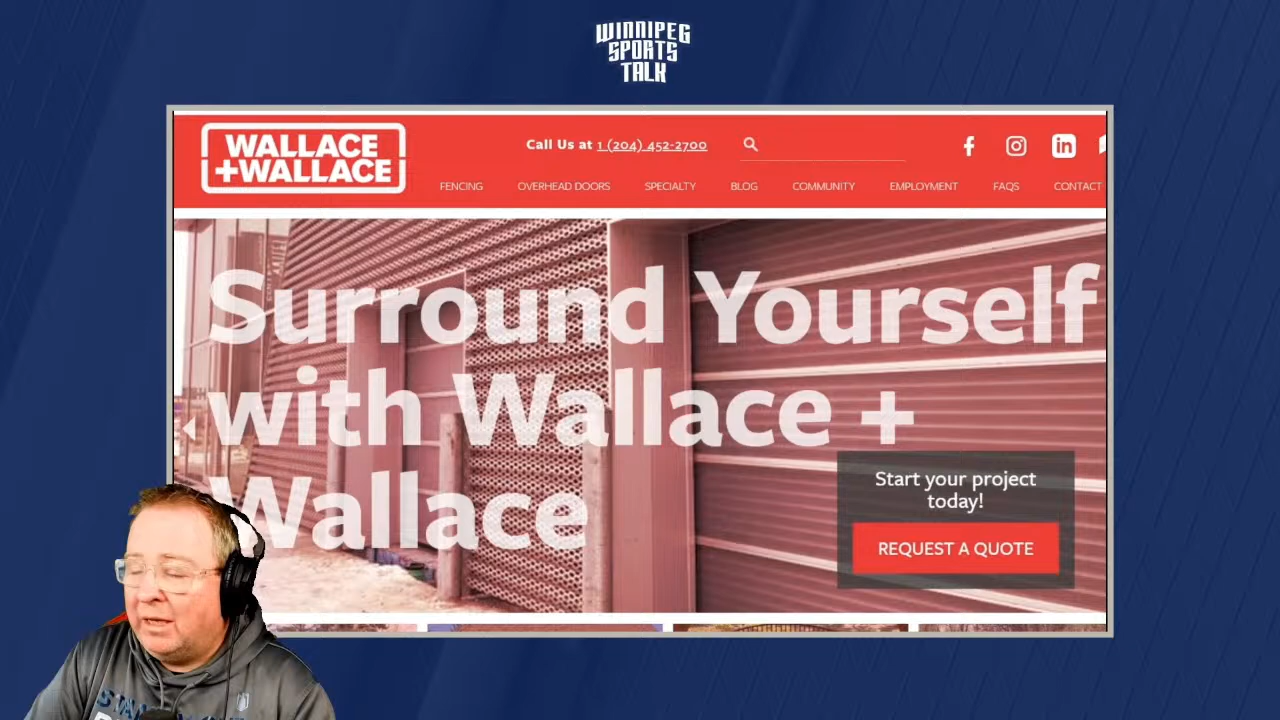 WINNIPEG
SPORTS
TALK
WALLACE
+WALLACE
Call Us at 1 (204) 452-2700
FENCING OVERHEAD DOORS SPECIALTY BLOG COMMUNITY EMPLOYMENT FAQS CONTACT
Surround Yourself
with Wallace +
Wallace
Start your project
today!
REQUEST A QUOTE